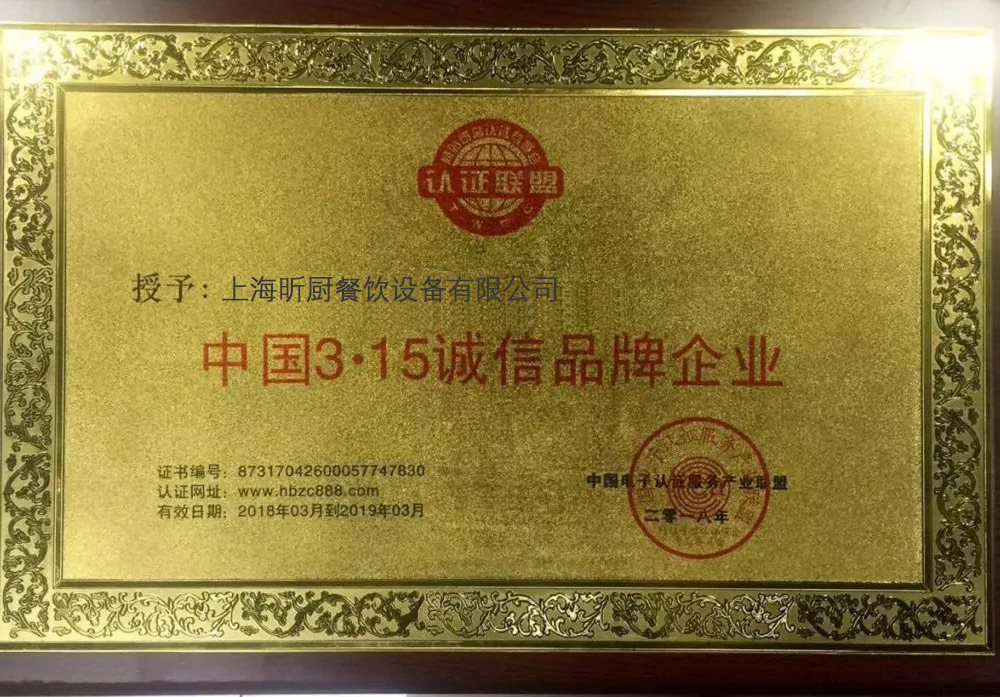 认证联盟
授予：上海昕厨餐饮设备有限公司
中国3·15诚信品牌企业
证书编号：87317042600057747830
认证网址：www.hbzc888.com
有效日期：2018年03月到2019年03月
中国电子认证服务产业联盟
二零一八年